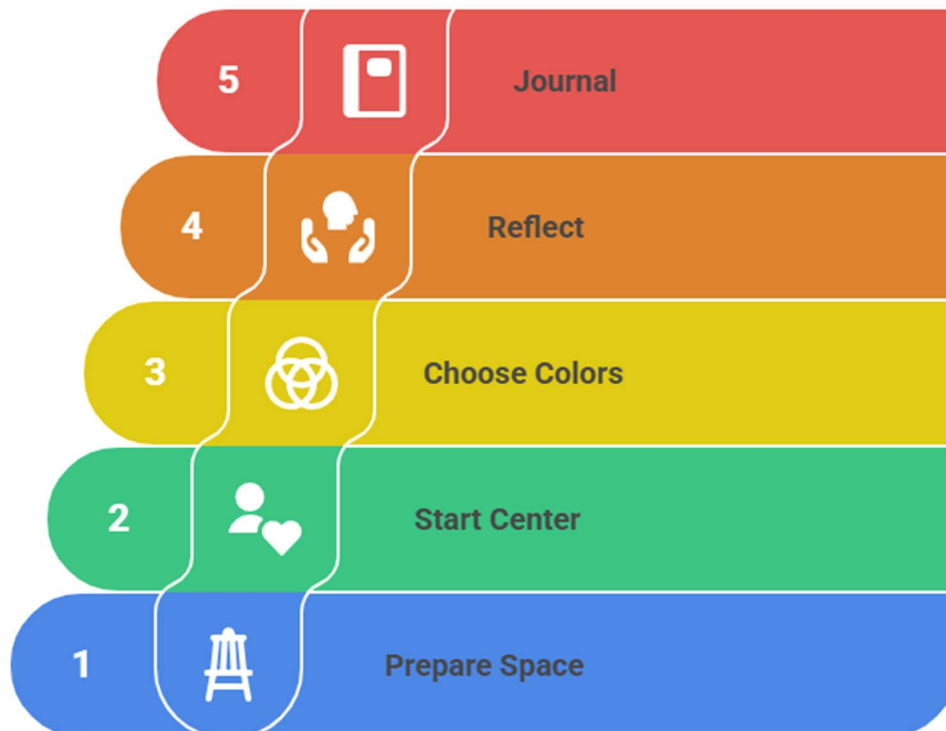 5 Journal
4 Reflect
3 Choose Colors
2 Start Center
1 Prepare Space